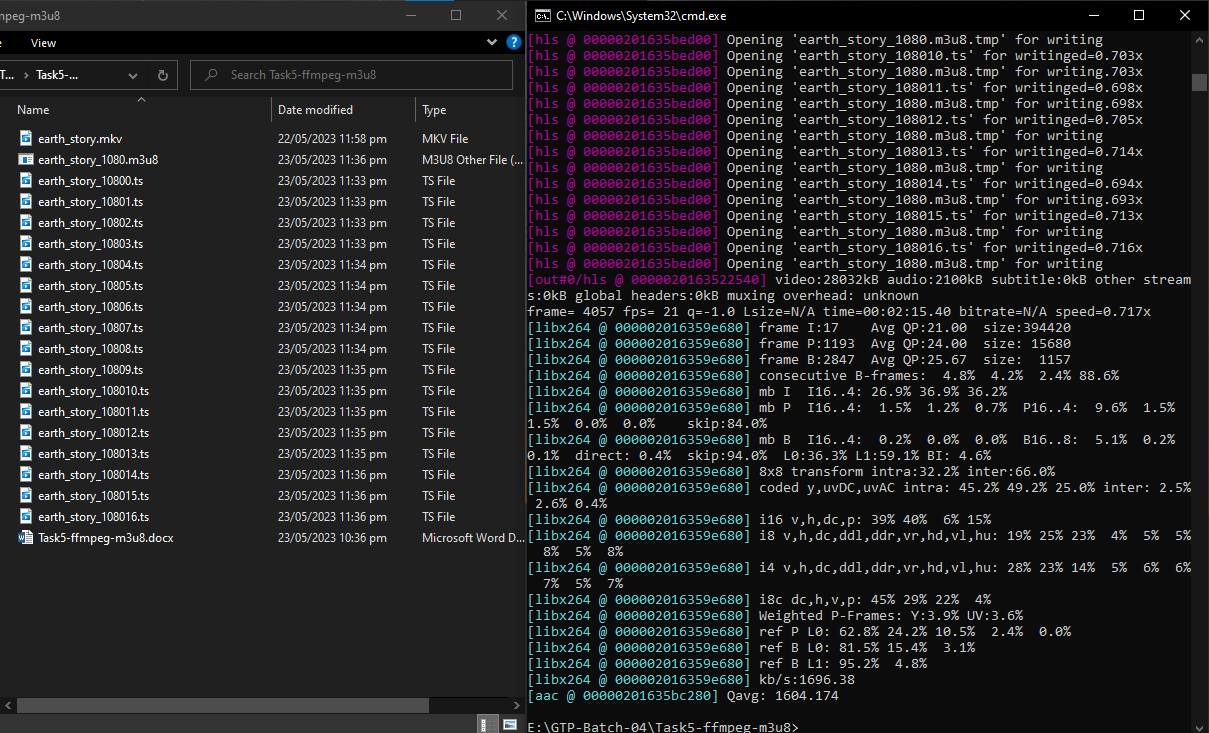 mpeg-m3u8
View
T... > Task5-...
Search Task5-ffmpeg-m3u8
Name Date modified Type
earth_story.mkv 22/05/2023 11:58 pm MKV File
earth_story_1080.m3u8 23/05/2023 11:36 pm M3U8 Other File (...
earth_story_10800.ts 23/05/2023 11:33 pm TS File
earth_story_10801.ts 23/05/2023 11:33 pm TS File
earth_story_10802.ts 23/05/2023 11:33 pm TS File
earth_story_10803.ts 23/05/2023 11:33 pm TS File
earth_story_10804.ts 23/05/2023 11:34 pm TS File
earth_story_10805.ts 23/05/2023 11:34 pm TS File
earth_story_10806.ts 23/05/2023 11:34 pm TS File
earth_story_10807.ts 23/05/2023 11:34 pm TS File
earth_story_10808.ts 23/05/2023 11:34 pm TS File
earth_story_10809.ts 23/05/2023 11:35 pm TS File
earth_story_108010.ts 23/05/2023 11:35 pm TS File
earth_story_108011.ts 23/05/2023 11:35 pm TS File
earth_story_108012.ts 23/05/2023 11:35 pm TS File
earth_story_108013.ts 23/05/2023 11:35 pm TS File
earth_story_108014.ts 23/05/2023 11:36 pm TS File
earth_story_108015.ts 23/05/2023 11:36 pm TS File
earth_story_108016.ts 23/05/2023 11:36 pm TS File
Task5-ffmpeg-m3u8.docx 23/05/2023 10:36 pm Microsoft Word D...
C:\Windows\System32\cmd.exe
[hls @ 00000201635bed00] Opening 'earth_story_1080.m3u8.tmp' for writing
[hls @ 00000201635bed00] Opening 'earth_story_108010.ts' for writinged=0.703x
[hls @ 00000201635bed00] Opening 'earth_story_1080.m3u8.tmp' for writing.703x
[hls @ 00000201635bed00] Opening 'earth_story_108011.ts' for writinged=0.698x
[hls @ 00000201635bed00] Opening 'earth_story_1080.m3u8.tmp' for writing.698x
[hls @ 00000201635bed00] Opening 'earth_story_108012.ts' for writinged=0.705x
[hls @ 00000201635bed00] Opening 'earth_story_1080.m3u8.tmp' for writing
[hls @ 00000201635bed00] Opening 'earth_story_108013.ts' for writinged=0.714x
[hls @ 00000201635bed00] Opening 'earth_story_1080.m3u8.tmp' for writing
[hls @ 00000201635bed00] Opening 'earth_story_108014.ts' for writinged=0.694x
[hls @ 00000201635bed00] Opening 'earth_story_1080.m3u8.tmp' for writing.693x
[hls @ 00000201635bed00] Opening 'earth_story_108015.ts' for writinged=0.713x
[hls @ 00000201635bed00] Opening 'earth_story_1080.m3u8.tmp' for writing
[hls @ 00000201635bed00] Opening 'earth_story_108016.ts' for writinged=0.716x
[hls @ 00000201635bed00] Opening 'earth_story_1080.m3u8.tmp' for writing
[out#0/hls @ 0000020163522540] video:28032kB audio:2100kB subtitle:0kB other stream
s:0kB global headers:0kB muxing overhead: unknown
frame= 4057 fps= 21 q=-1.0 Lsize=N/A time=00:02:15.40 bitrate=N/A speed=0.717x
[libx264 @ 000002016359e680] frame I:17    Avg QP:21.00  size:394420
[libx264 @ 000002016359e680] frame P:1193  Avg QP:24.00  size: 15680
[libx264 @ 000002016359e680] frame B:2847  Avg QP:25.67  size:  1157
[libx264 @ 000002016359e680] consecutive B-frames:  4.8%  4.2%  2.4% 88.6%
[libx264 @ 000002016359e680] mb I  I16..4: 26.9% 36.9% 36.2%
[libx264 @ 000002016359e680] mb P  I16..4:  1.5%  1.2%  0.7%  P16..4:  9.6%  1.5%
1.5%  0.0%  0.0%    skip:84.0%
[libx264 @ 000002016359e680] mb B  I16..4:  0.2%  0.0%  0.0%  B16..8:  5.1%  0.2%
0.1%  direct: 0.4%  skip:94.0%  L0:36.3% L1:59.1% BI: 4.6%
[libx264 @ 000002016359e680] 8x8 transform intra:32.2% inter:66.0%
[libx264 @ 000002016359e680] coded y,uvDC,uvAC intra: 45.2% 49.2% 25.0% inter: 2.5%
2.6% 0.4%
[libx264 @ 000002016359e680] i16 v,h,dc,p: 39% 40%  6% 15%
[libx264 @ 000002016359e680] i8 v,h,dc,ddl,ddr,vr,hd,vl,hu: 19% 25% 23%  4%  5%  5%
8%  5%  8%
[libx264 @ 000002016359e680] i4 v,h,dc,ddl,ddr,vr,hd,vl,hu: 28% 23% 14%  5%  6%  6%
7%  5%  7%
[libx264 @ 000002016359e680] i8c dc,h,v,p: 45% 29% 22%  4%
[libx264 @ 000002016359e680] Weighted P-Frames: Y:3.9% UV:3.6%
[libx264 @ 000002016359e680] ref P L0: 62.8% 24.2% 10.5%  2.4%  0.0%
[libx264 @ 000002016359e680] ref B L0: 81.5% 15.4%  3.1%
[libx264 @ 000002016359e680] ref B L1: 95.2%  4.8%
[libx264 @ 000002016359e680] kb/s:1696.38
[aac @ 00000201635bc280] Qavg: 1604.174
E:\GTP-Batch-04\Task5-ffmpeg-m3u8>